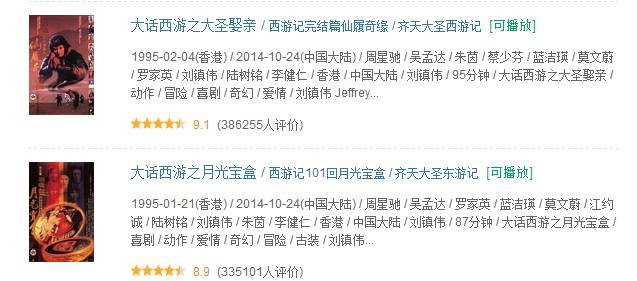 大话西游之大圣娶亲 / 西游记完结篇仙履奇缘 / 齐天大圣西游记 [可播放]
1995-02-04(香港) / 2014-10-24(中国大陆) / 周星驰 / 吴孟达 / 朱茵 / 蔡少芬 / 蓝洁瑛 / 莫文蔚
/ 罗家英 / 刘镇伟 / 陆树铭 / 李健仁 / 香港 / 中国大陆 / 刘镇伟 / 95分钟 / 大话西游之大圣娶亲 /
动作 / 冒险 / 喜剧 / 奇幻 / 爱情 / 刘镇伟 Jeffrey...
9.1 (386255人评价)
大话西游之月光宝盒 / 西游记101回月光宝盒 / 齐天大圣东游记 [可播放]
1995-01-21(香港) / 2014-10-24(中国大陆) / 周星驰 / 吴孟达 / 罗家英 / 蓝洁瑛 / 莫文蔚 / 江约
诚 / 陆树铭 / 刘镇伟 / 朱茵 / 李健仁 / 香港 / 中国大陆 / 刘镇伟 / 87分钟 / 大话西游之月光宝盒 /
喜剧 / 动作 / 爱情 / 奇幻 / 冒险 / 古装 / 刘镇伟...
8.9 (335101人评价)